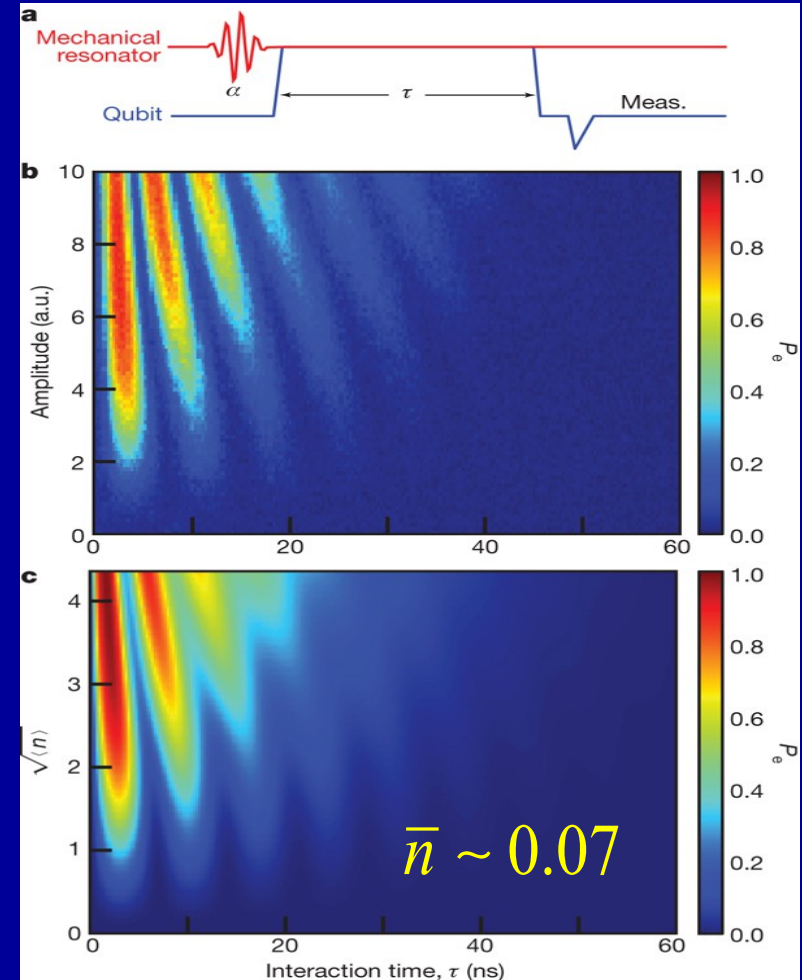 a
Mechanical
resonator
α
τ
Qubit
Meas.
b
10
8
6
4
2
0
Amplitude (a.u.)
0 20 40 60
1.0
0.8
0.6
0.4
0.2
0.0
Pe
c
4
3
2
1
0
√⟨n⟩
n̅ ~ 0.07
0 20 40 60
Interaction time, τ (ns)
1.0
0.8
0.6
0.4
0.2
0.0
Pe